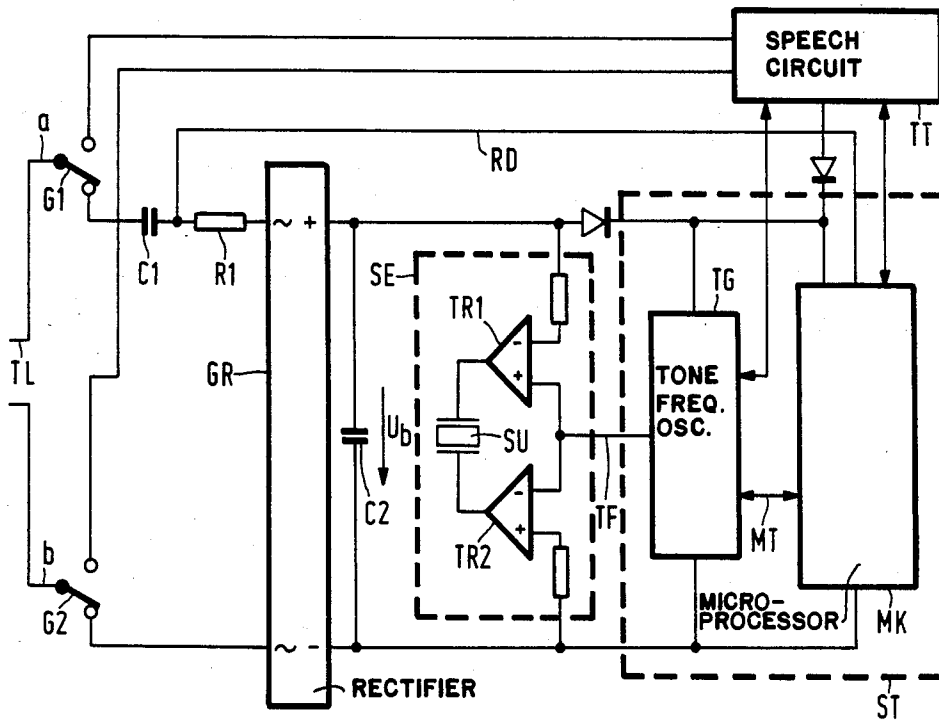 SPEECH
CIRCUIT
TT
a
RD
G1
C1
R1
~ +
SE
TR1
TG
TL
GR
Ub
SU
TONE
FREQ.
OSC.
C2
TR2
TF
MT
b
G2
MICRO-
PROCESSOR
MK
~ -
RECTIFIER
ST
+
-
+
-